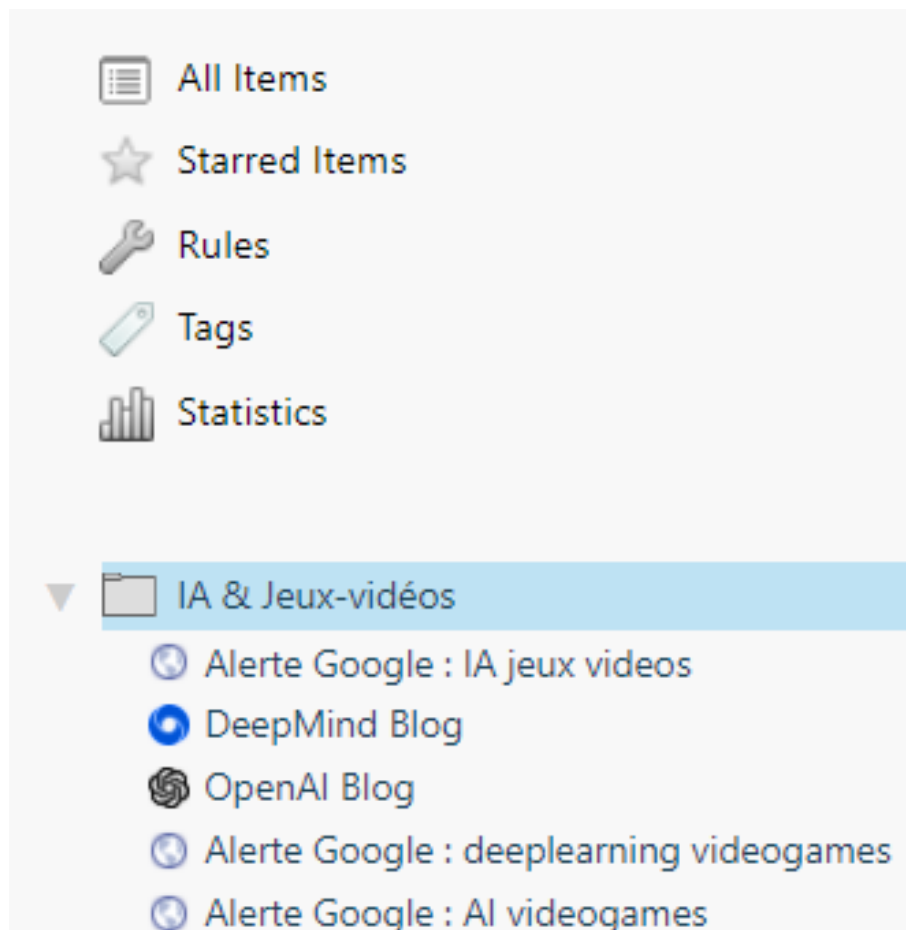 All Items
Starred Items
Rules
Tags
Statistics
IA & Jeux-vidéos
Alerte Google : IA jeux videos
DeepMind Blog
OpenAI Blog
Alerte Google : deeplearning videogames
Alerte Google : AI videogames